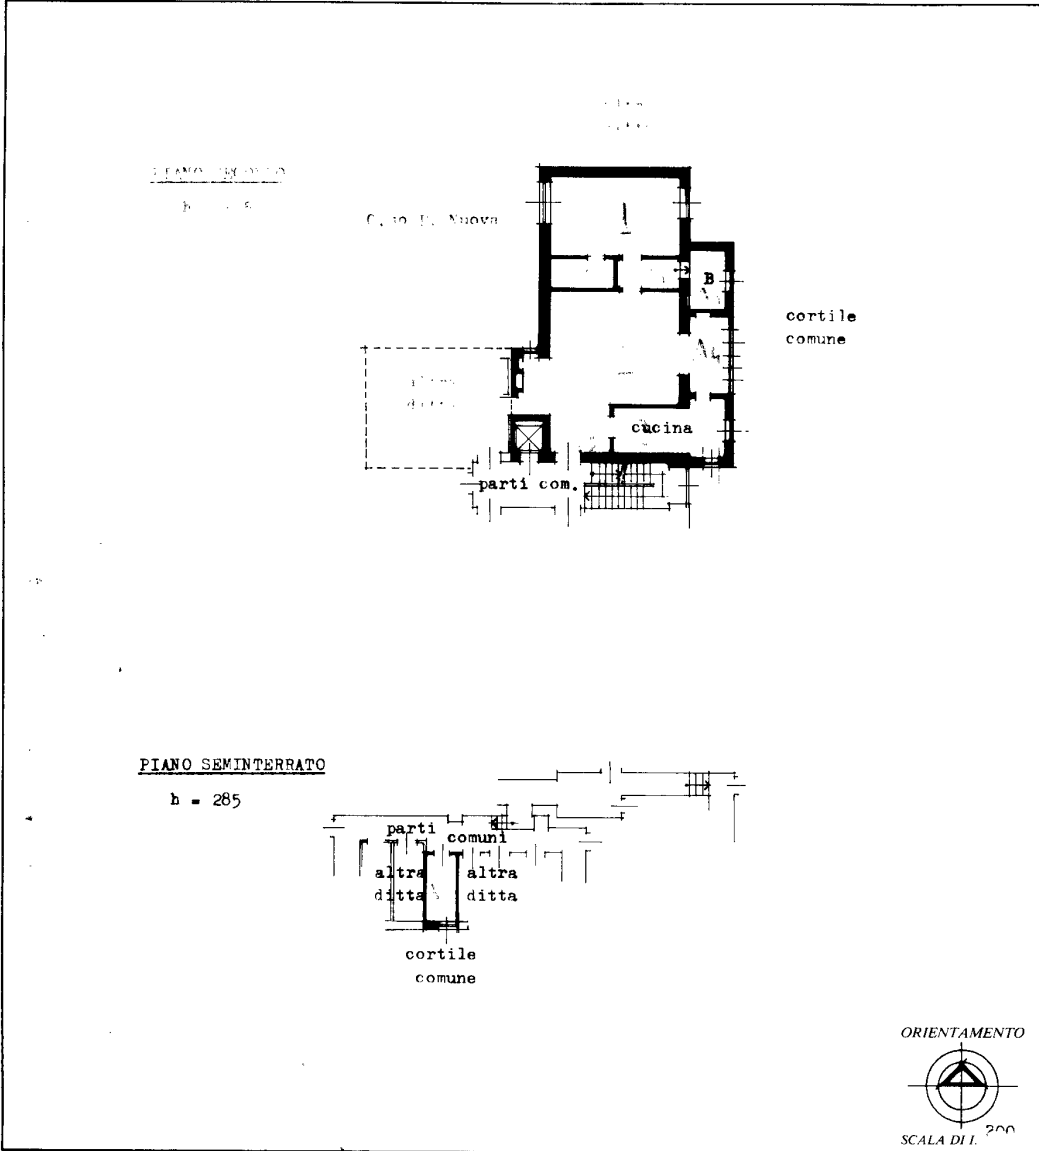 Nuova
B
cortile
comune
cucina
parti com.
PIANO SEMINTERRATO
h = 285
parti
comuni
altra altra
ditta ditta
cortile
comune
ORIENTAMENTO
SCALA DI I. 200